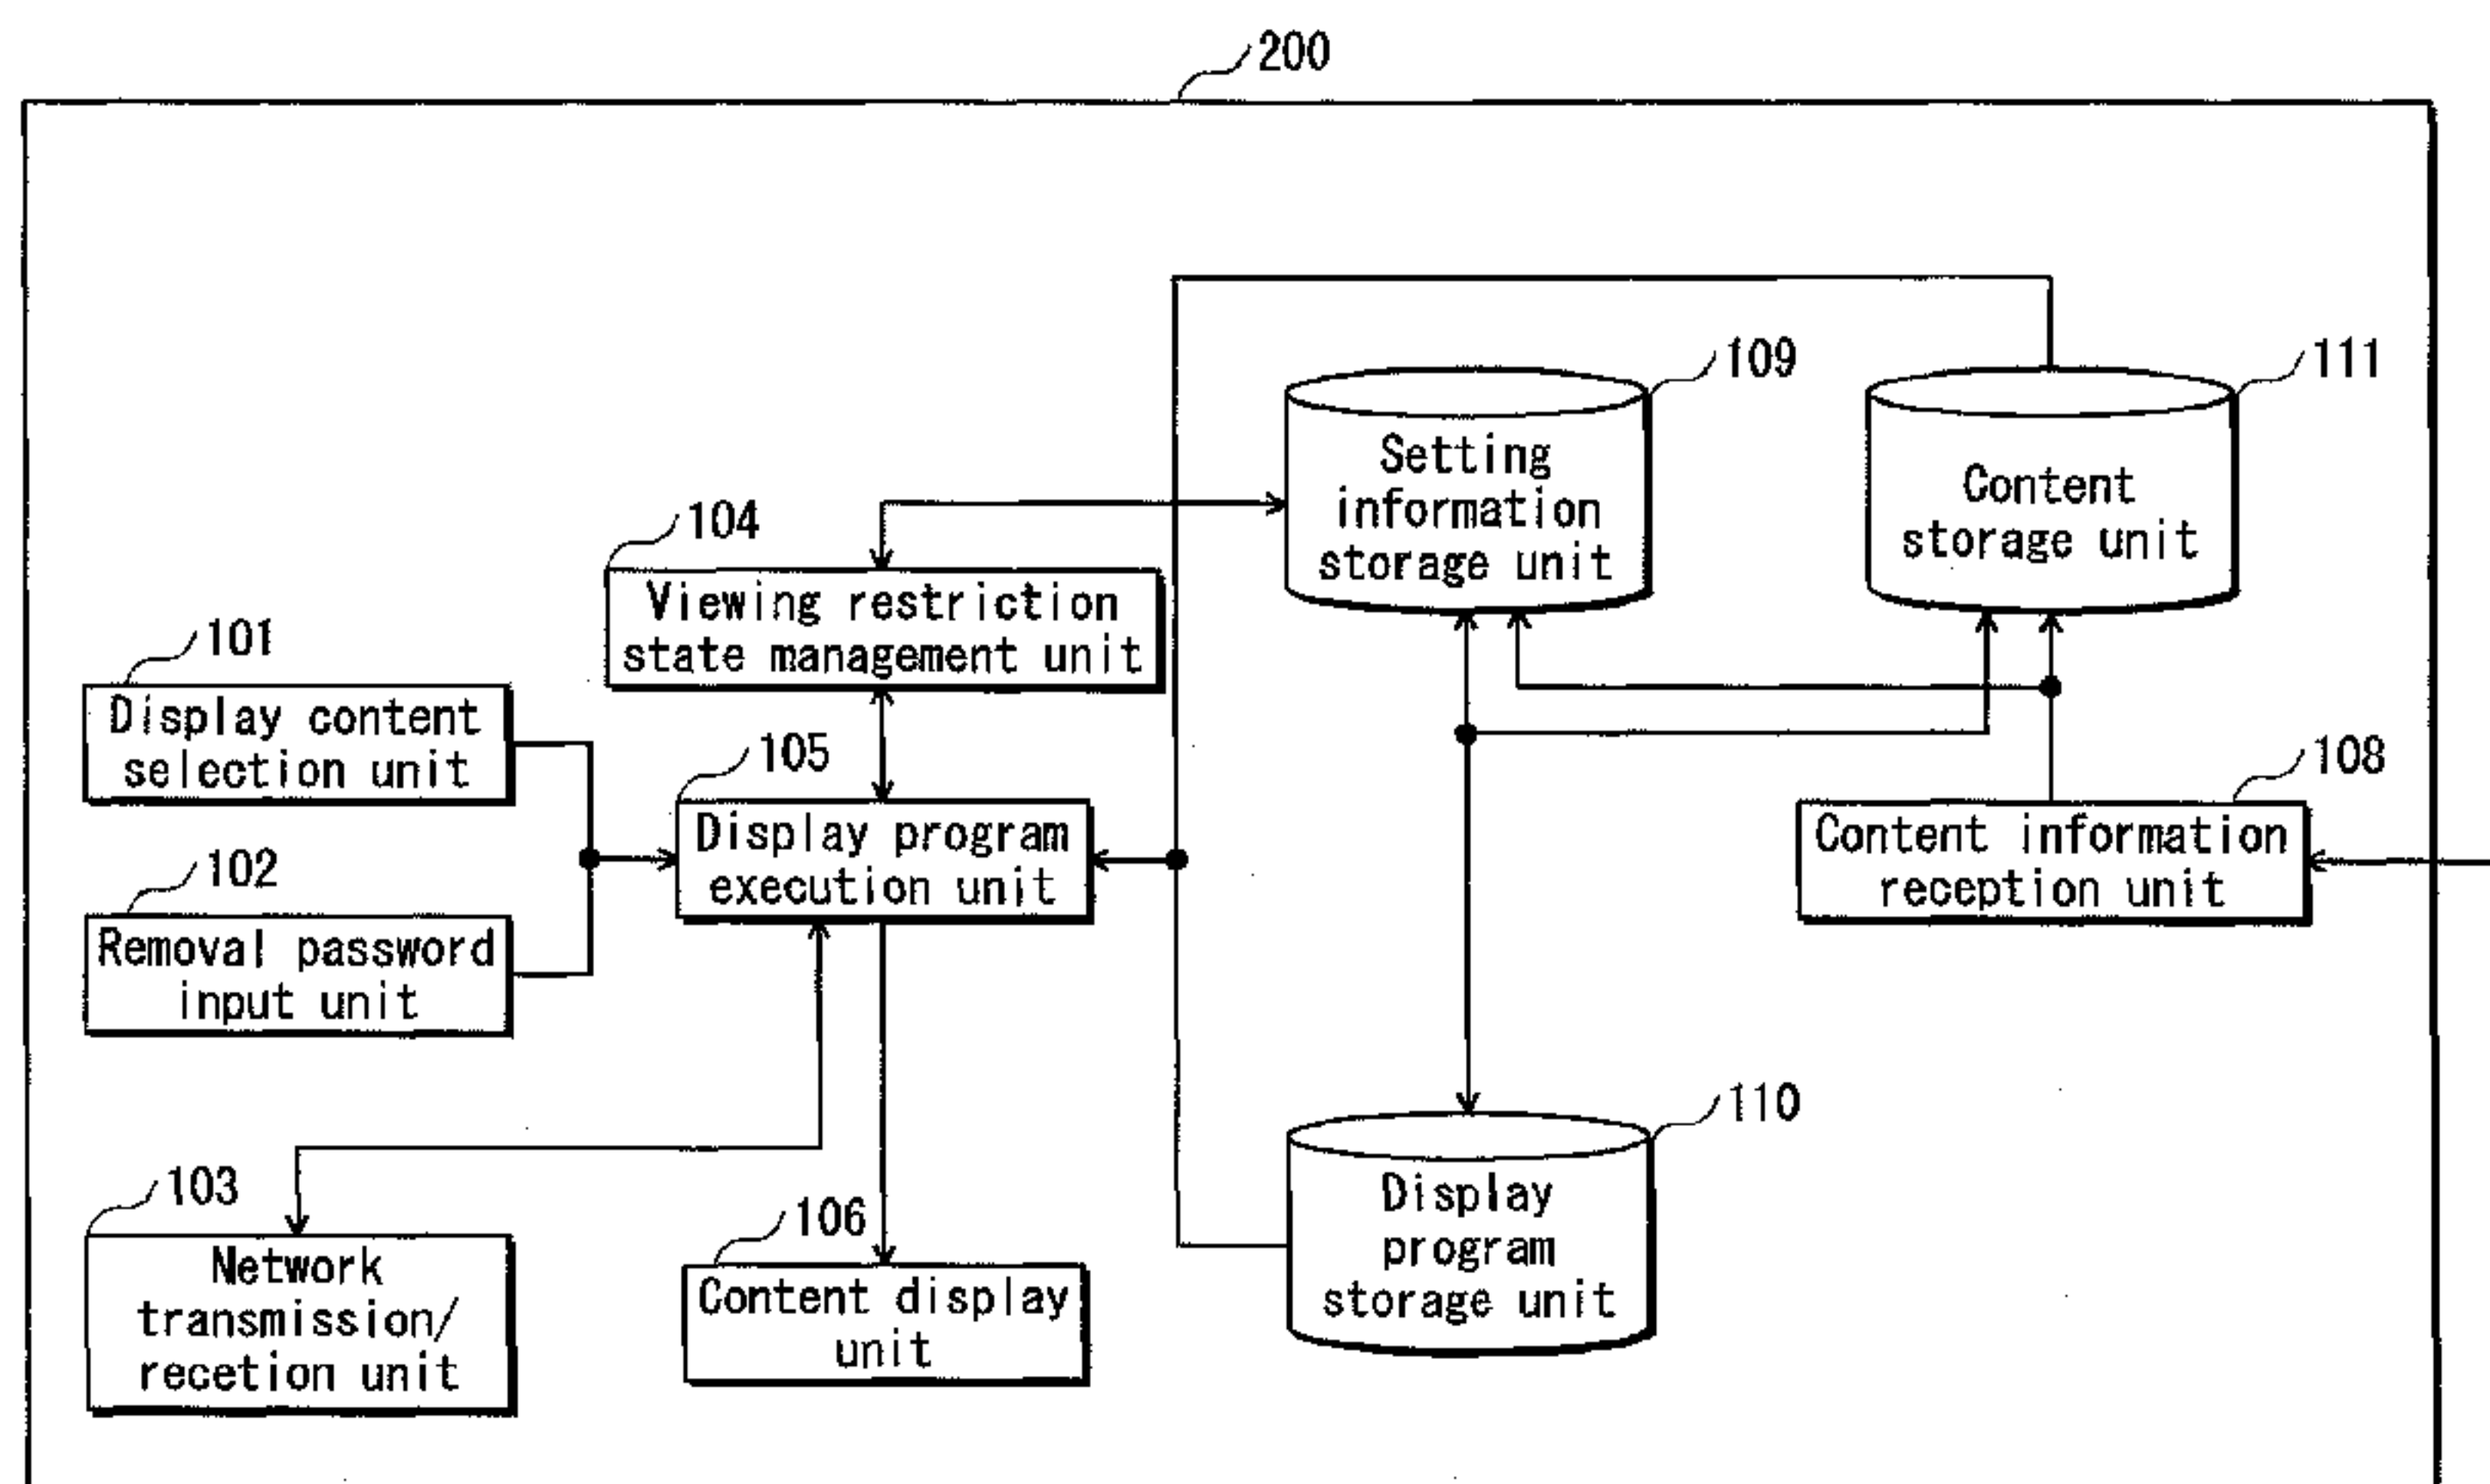 200
109
111
Setting
information
storage unit
Content
storage unit
104
Viewing restriction
state management unit
101
Display content
selection unit
105
Display program
execution unit
108
Content information
reception unit
102
Removal password
input unit
110
Display
program
storage unit
103
Network
transmission/
recetion unit
106
Content display
unit